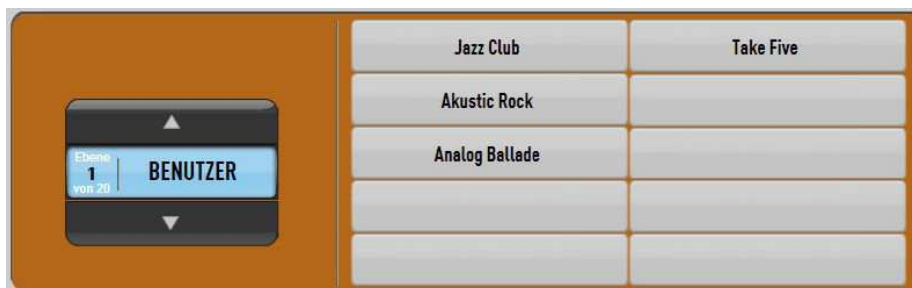 Ebene
1
von 20
BENUTZER
Jazz Club
Take Five
Akustic Rock
Analog Ballade